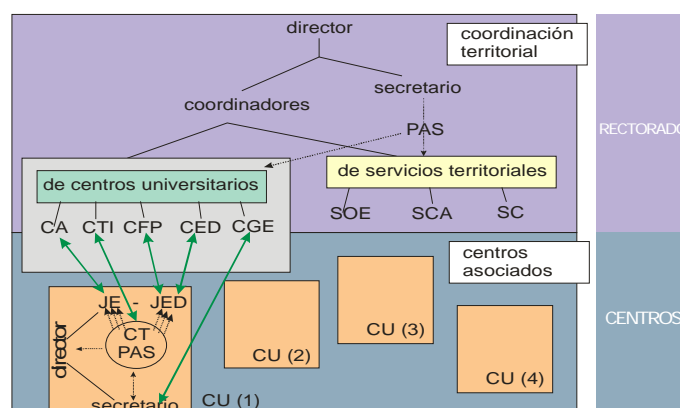 director
coordinación
territorial
secretario
coordinadores
PAS
RECTORADO
de centros universitarios
de servicios territoriales
CA CTI CFP CED CGE
SOE SCA SC
centros
asociados
JE - JED
CT
PAS
director
secretario
CU (1)
CU (2)
CU (3)
CU (4)
CENTROS